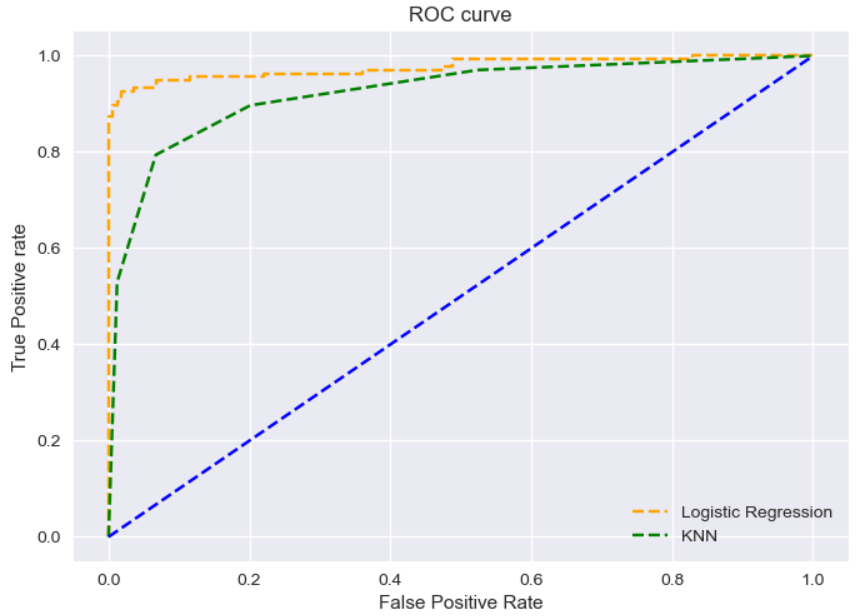 ROC curve
True Positive rate
1.0
0.8
0.6
0.4
0.2
0.0
Logistic Regression
KNN
0.0 0.2 0.4 0.6 0.8 1.0
False Positive Rate